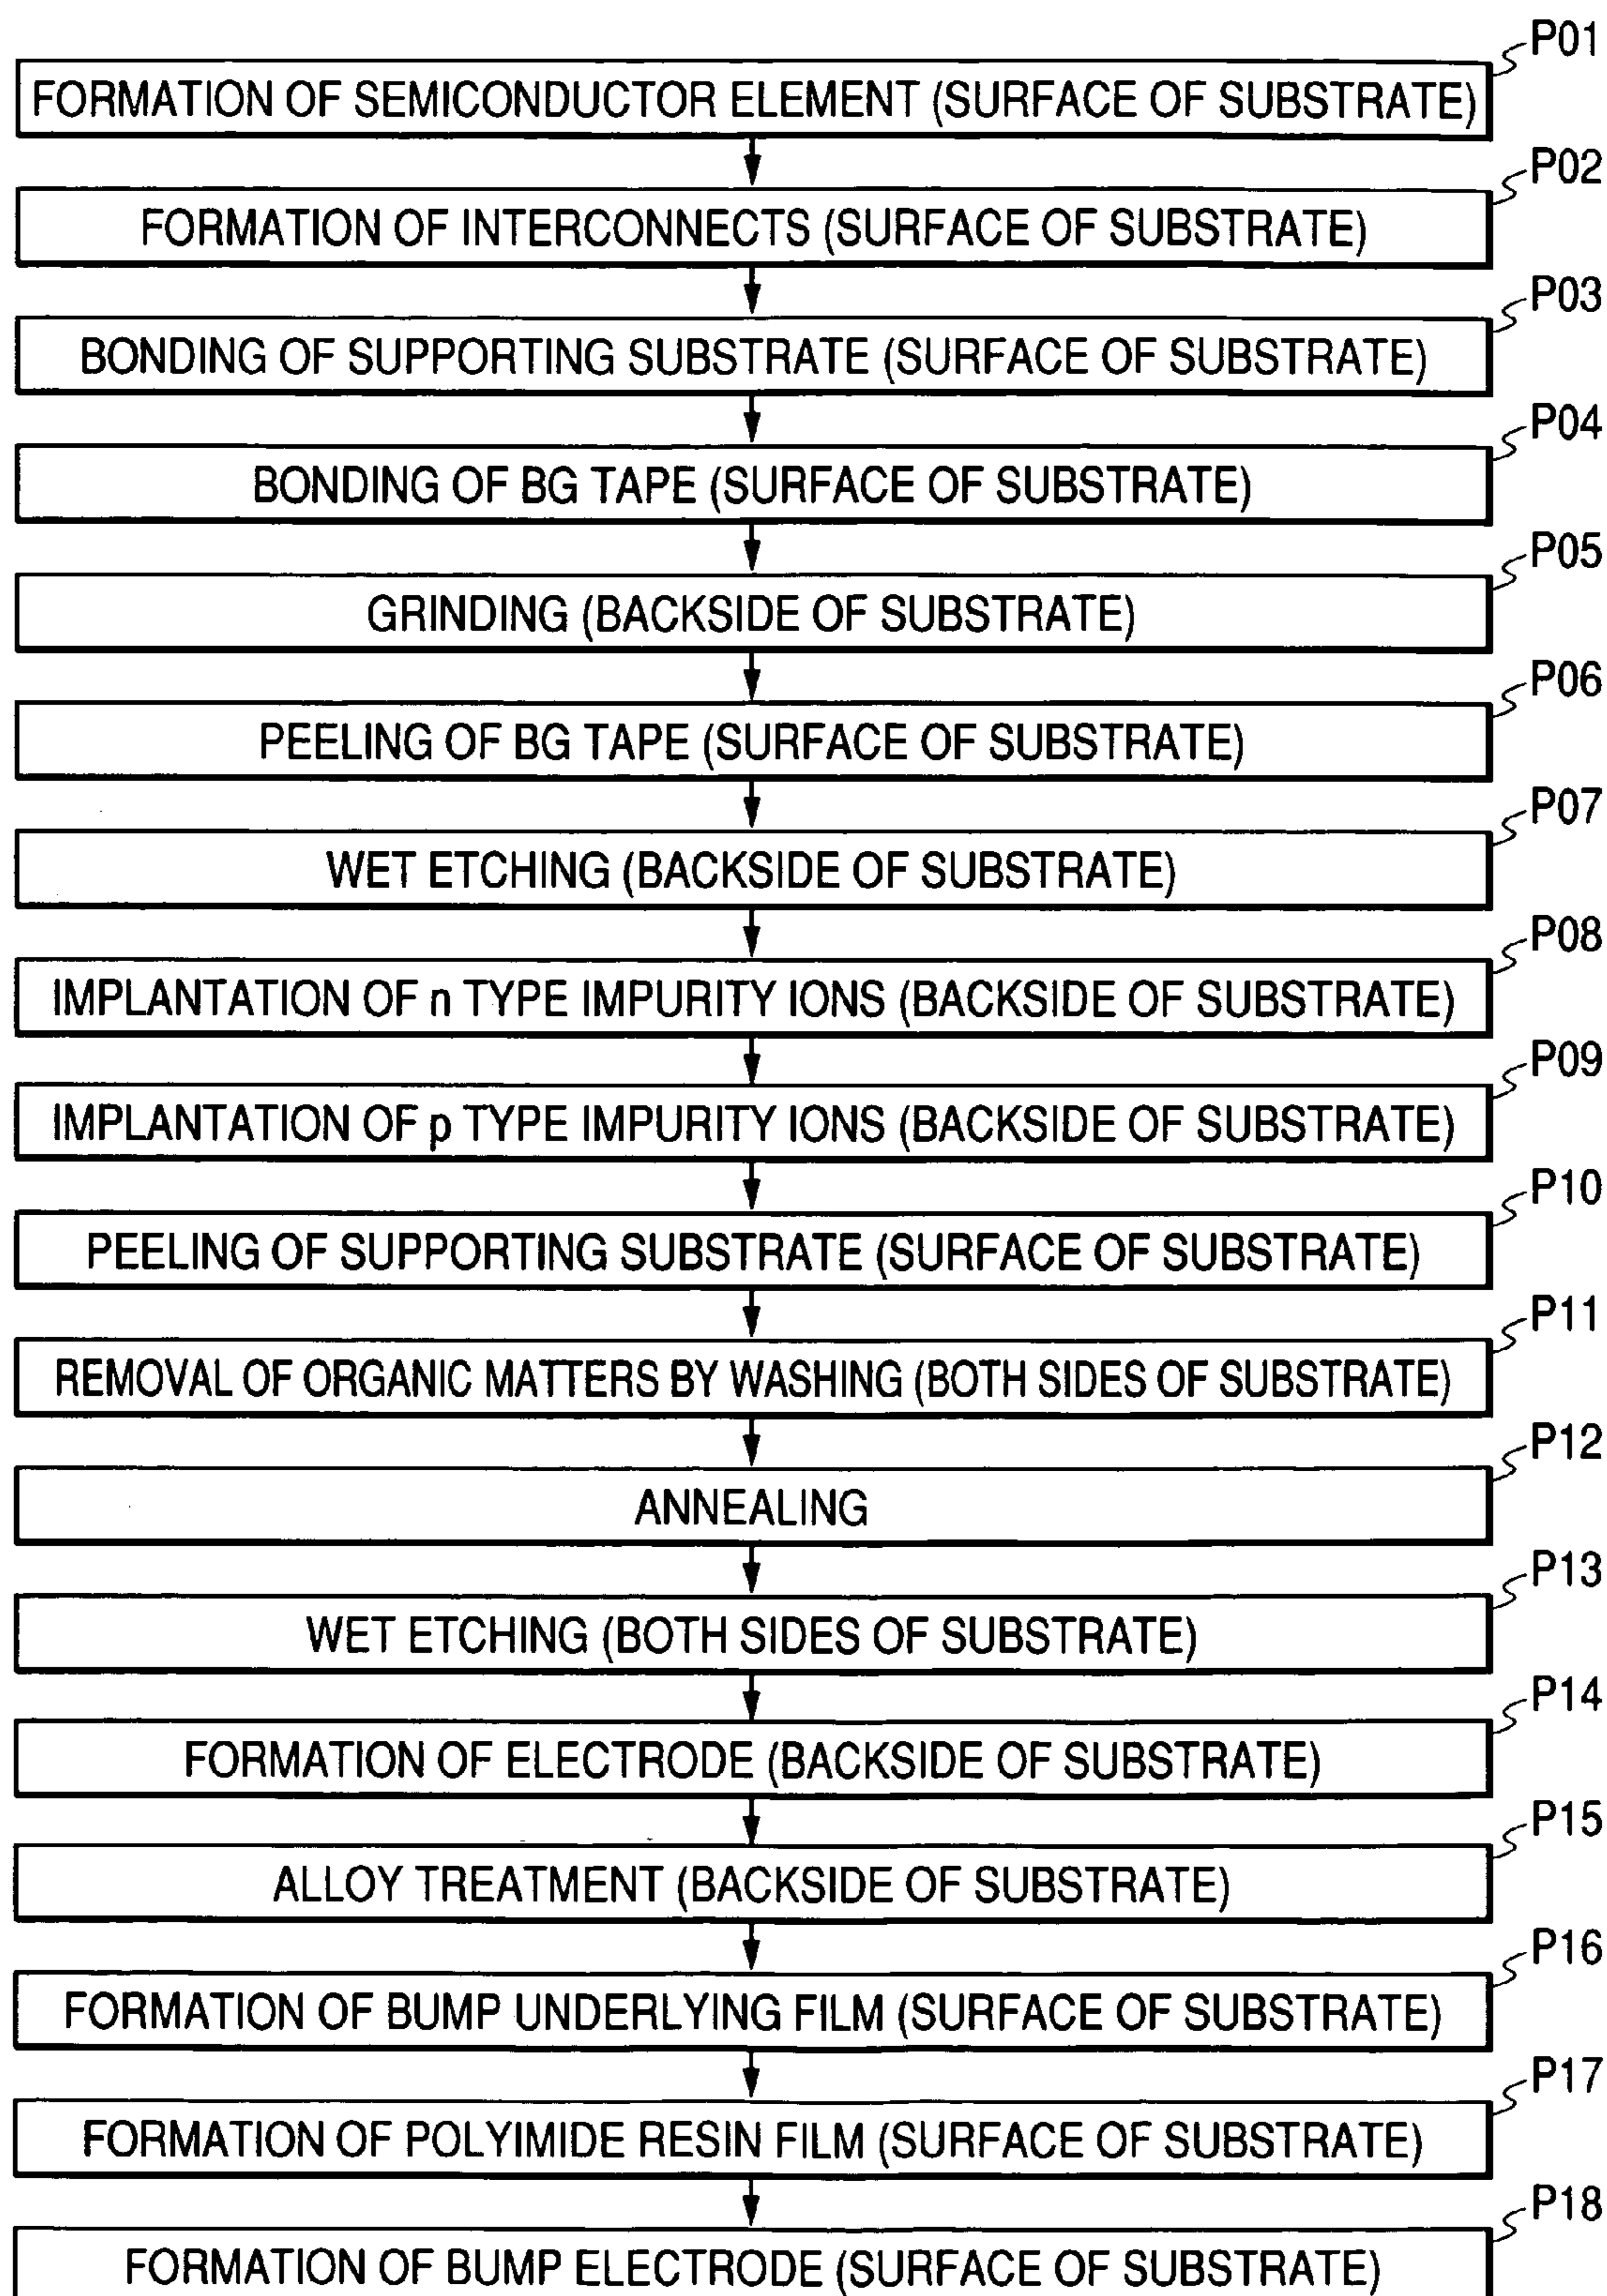 P01
FORMATION OF SEMICONDUCTOR ELEMENT (SURFACE OF SUBSTRATE)
P02
FORMATION OF INTERCONNECTS (SURFACE OF SUBSTRATE)
P03
BONDING OF SUPPORTING SUBSTRATE (SURFACE OF SUBSTRATE)
P04
BONDING OF BG TAPE (SURFACE OF SUBSTRATE)
P05
GRINDING (BACKSIDE OF SUBSTRATE)
P06
PEELING OF BG TAPE (SURFACE OF SUBSTRATE)
P07
WET ETCHING (BACKSIDE OF SUBSTRATE)
P08
IMPLANTATION OF n TYPE IMPURITY IONS (BACKSIDE OF SUBSTRATE)
P09
IMPLANTATION OF p TYPE IMPURITY IONS (BACKSIDE OF SUBSTRATE)
P10
PEELING OF SUPPORTING SUBSTRATE (SURFACE OF SUBSTRATE)
P11
REMOVAL OF ORGANIC MATTERS BY WASHING (BOTH SIDES OF SUBSTRATE)
P12
ANNEALING
P13
WET ETCHING (BOTH SIDES OF SUBSTRATE)
P14
FORMATION OF ELECTRODE (BACKSIDE OF SUBSTRATE)
P15
ALLOY TREATMENT (BACKSIDE OF SUBSTRATE)
P16
FORMATION OF BUMP UNDERLYING FILM (SURFACE OF SUBSTRATE)
P17
FORMATION OF POLYIMIDE RESIN FILM (SURFACE OF SUBSTRATE)
P18
FORMATION OF BUMP ELECTRODE (SURFACE OF SUBSTRATE)